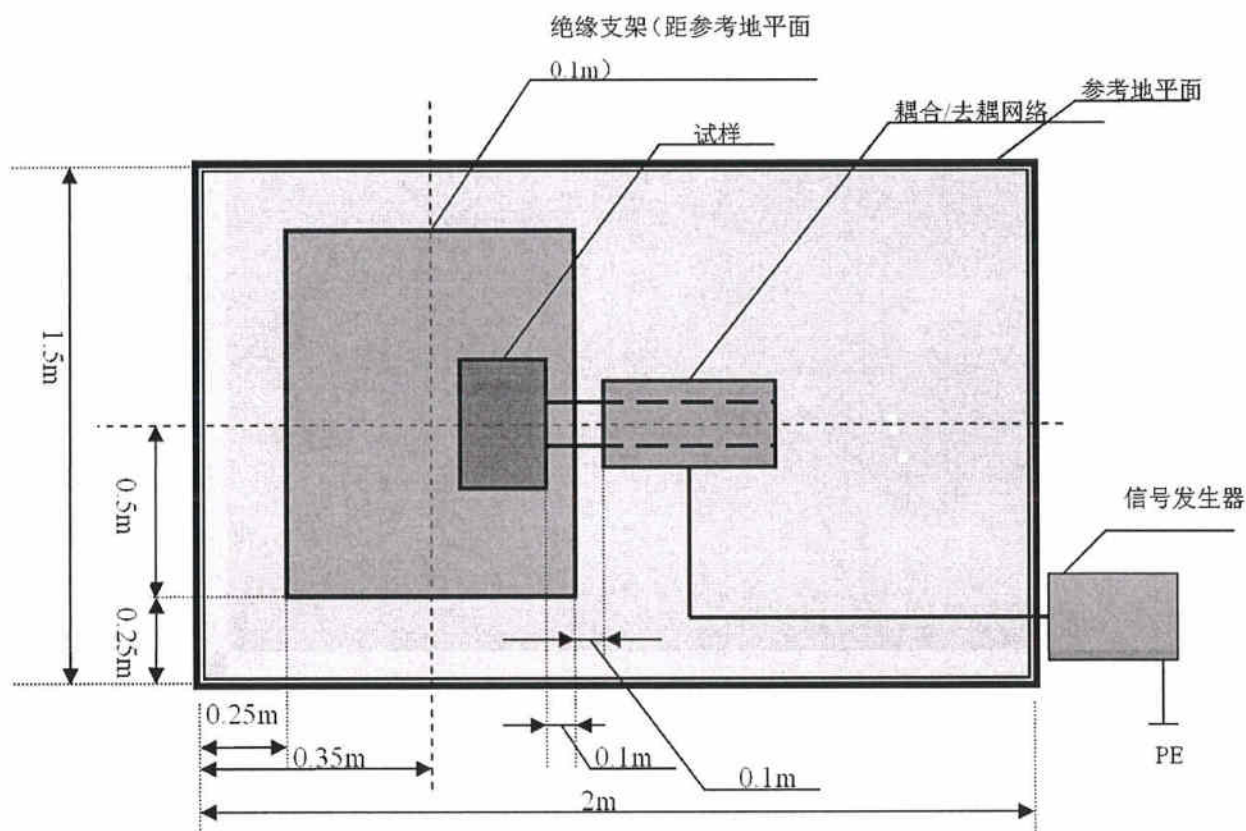 绝缘支架（距参考地平面
0.1m）
参考地平面
耦合/去耦网络
试样
1.5m
0.5m
0.25m
信号发生器
0.25m
0.35m
0.1m
0.1m
PE
2m